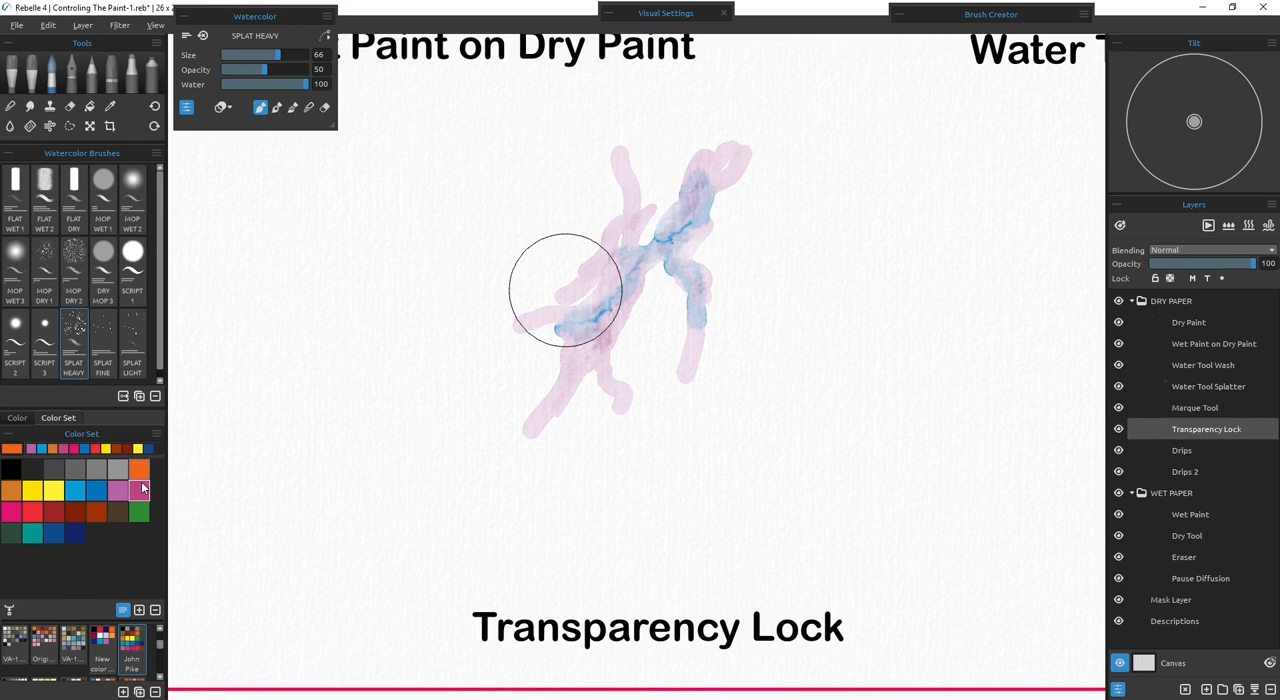 Rebelle 4 | Controling The Paint-1.reb* | 26 x
File Edit Layer Filter View
Tools
Watercolor
SPLAT HEAVY
Size 66
Opacity 50
Water 100
Visual Settings
Brush Creator
Paint on Dry Paint
Water
Tilt
Watercolor Brushes
FLAT WET 1
FLAT WET 2
FLAT DRY
MOP WET 1
MOP WET 2
MOP WET 3
MOP DRY 1
MOP DRY 2
DRY MOP 3
SCRIPT 1
SCRIPT 2
SCRIPT 3
SPLAT HEAVY
SPLAT FINE
SPLAT LIGHT
Color Color Set
Color Set
VA-1...
Origi...
VA-1...
New color...
John Pike
Transparency Lock
Layers
Blending Normal
Opacity 100
Lock M T
DRY PAPER
Dry Paint
Wet Paint on Dry Paint
Water Tool Wash
Water Tool Splatter
Marque Tool
Transparency Lock
Drips
Drips 2
WET PAPER
Wet Paint
Dry Tool
Eraser
Pause Diffusion
Mask Layer
Descriptions
Canvas